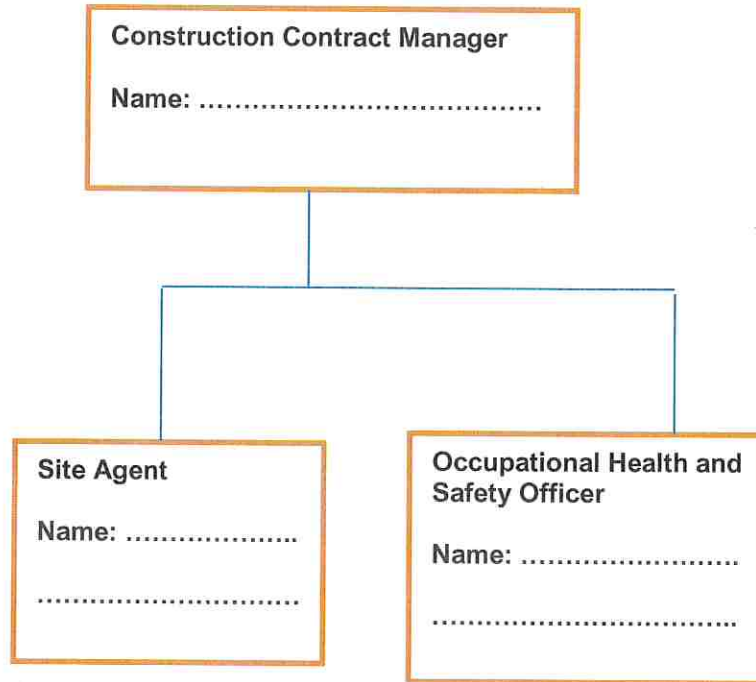 Construction Contract Manager
Name: ……………………………………
Site Agent
Name: ………………..
…………………………
Occupational Health and
Safety Officer
Name: ……………………..
……………………………..